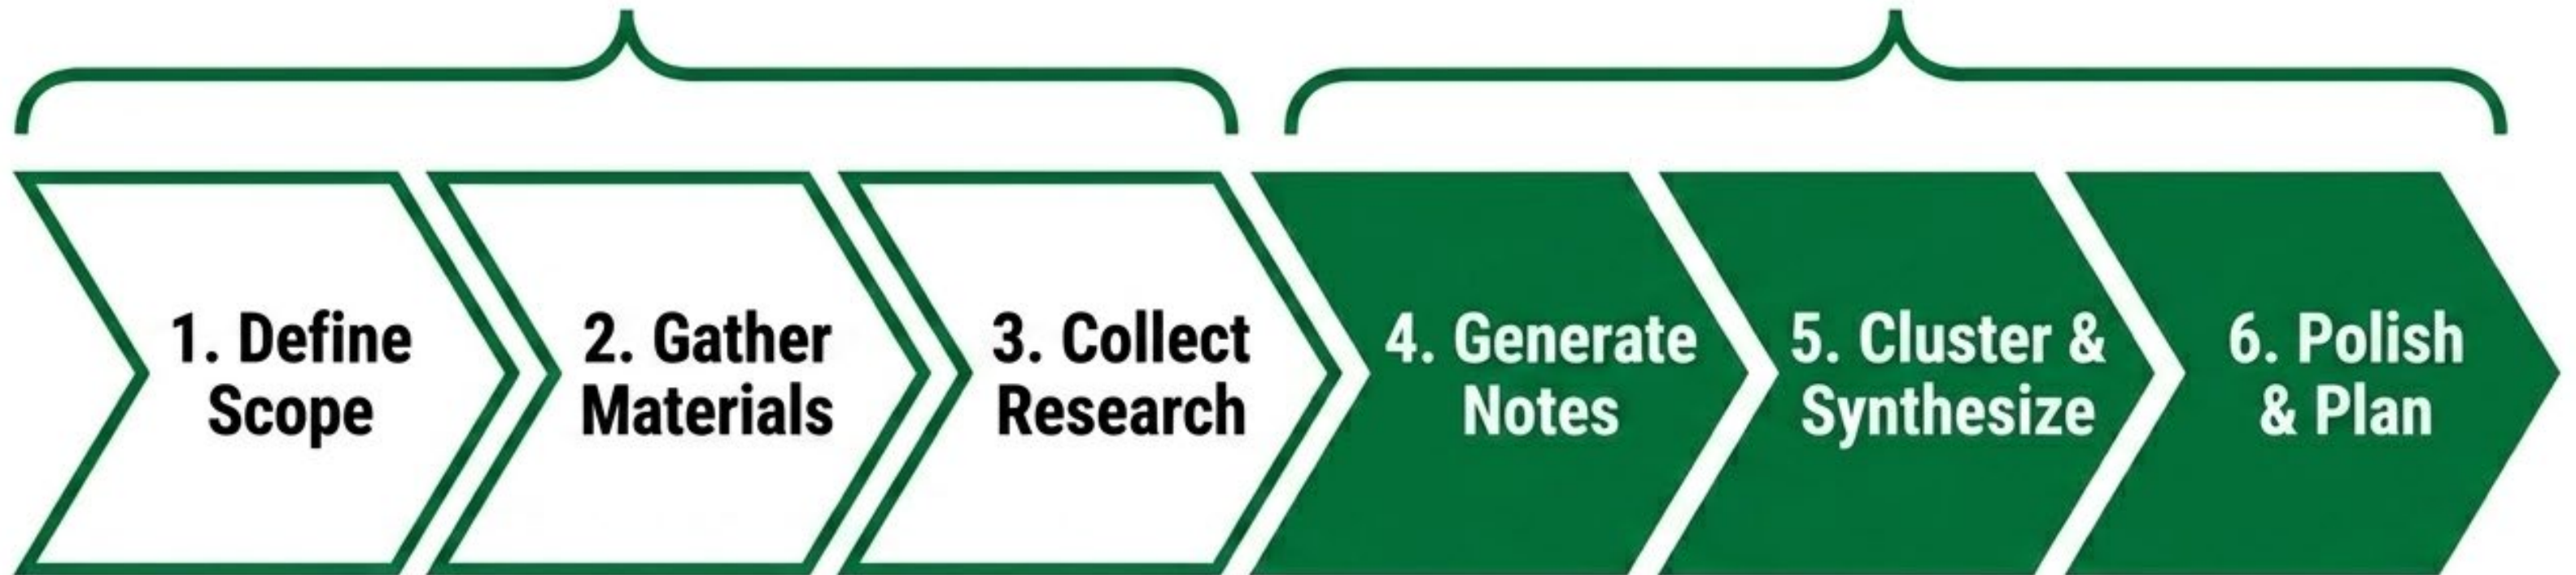 1. Define
Scope
2. Gather
Materials
3. Collect
Research
4. Generate
Notes
5. Cluster &
Synthesize
6. Polish
& Plan